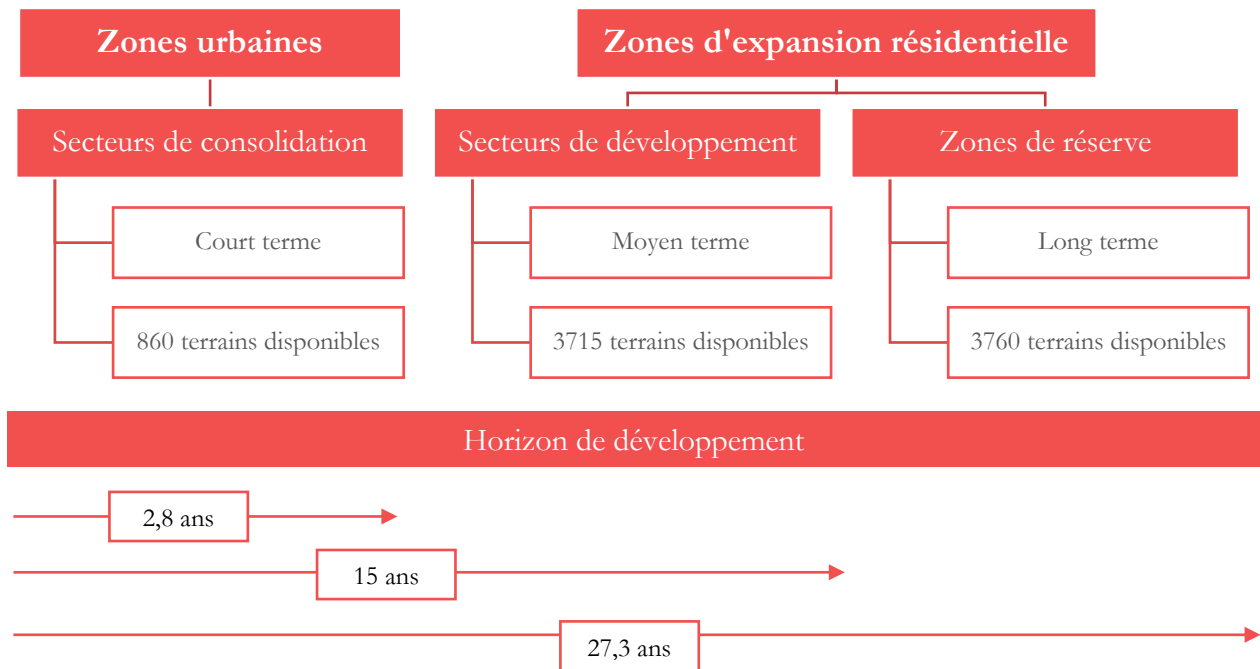 Zones urbaines
Zones d'expansion résidentielle
Secteurs de consolidation
Secteurs de développement
Zones de réserve
Court terme
Moyen terme
Long terme
860 terrains disponibles
3715 terrains disponibles
3760 terrains disponibles
Horizon de développement
2,8 ans
15 ans
27,3 ans